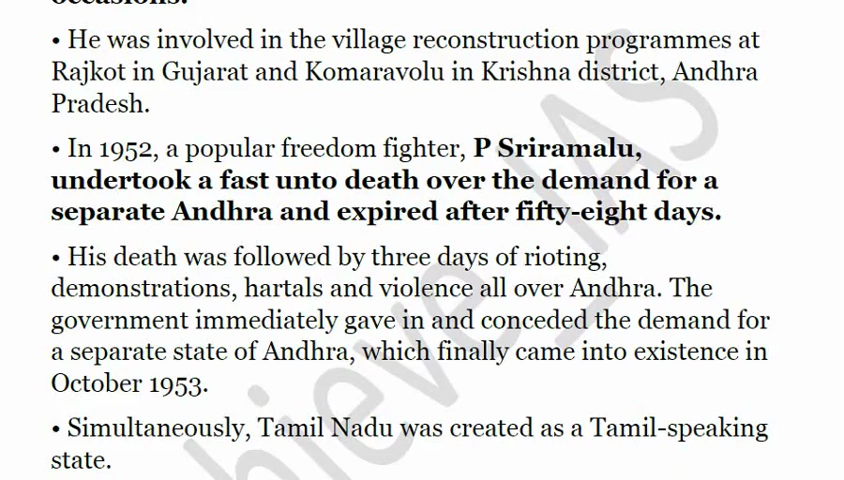 occasions.
• He was involved in the village reconstruction programmes at
Rajkot in Gujarat and Komaravolu in Krishna district, Andhra
Pradesh.
• In 1952, a popular freedom fighter, P Sriramalu,
undertook a fast unto death over the demand for a
separate Andhra and expired after fifty-eight days.
• His death was followed by three days of rioting,
demonstrations, hartals and violence all over Andhra. The
government immediately gave in and conceded the demand for
a separate state of Andhra, which finally came into existence in
October 1953.
• Simultaneously, Tamil Nadu was created as a Tamil-speaking
state.
hieve_IAS